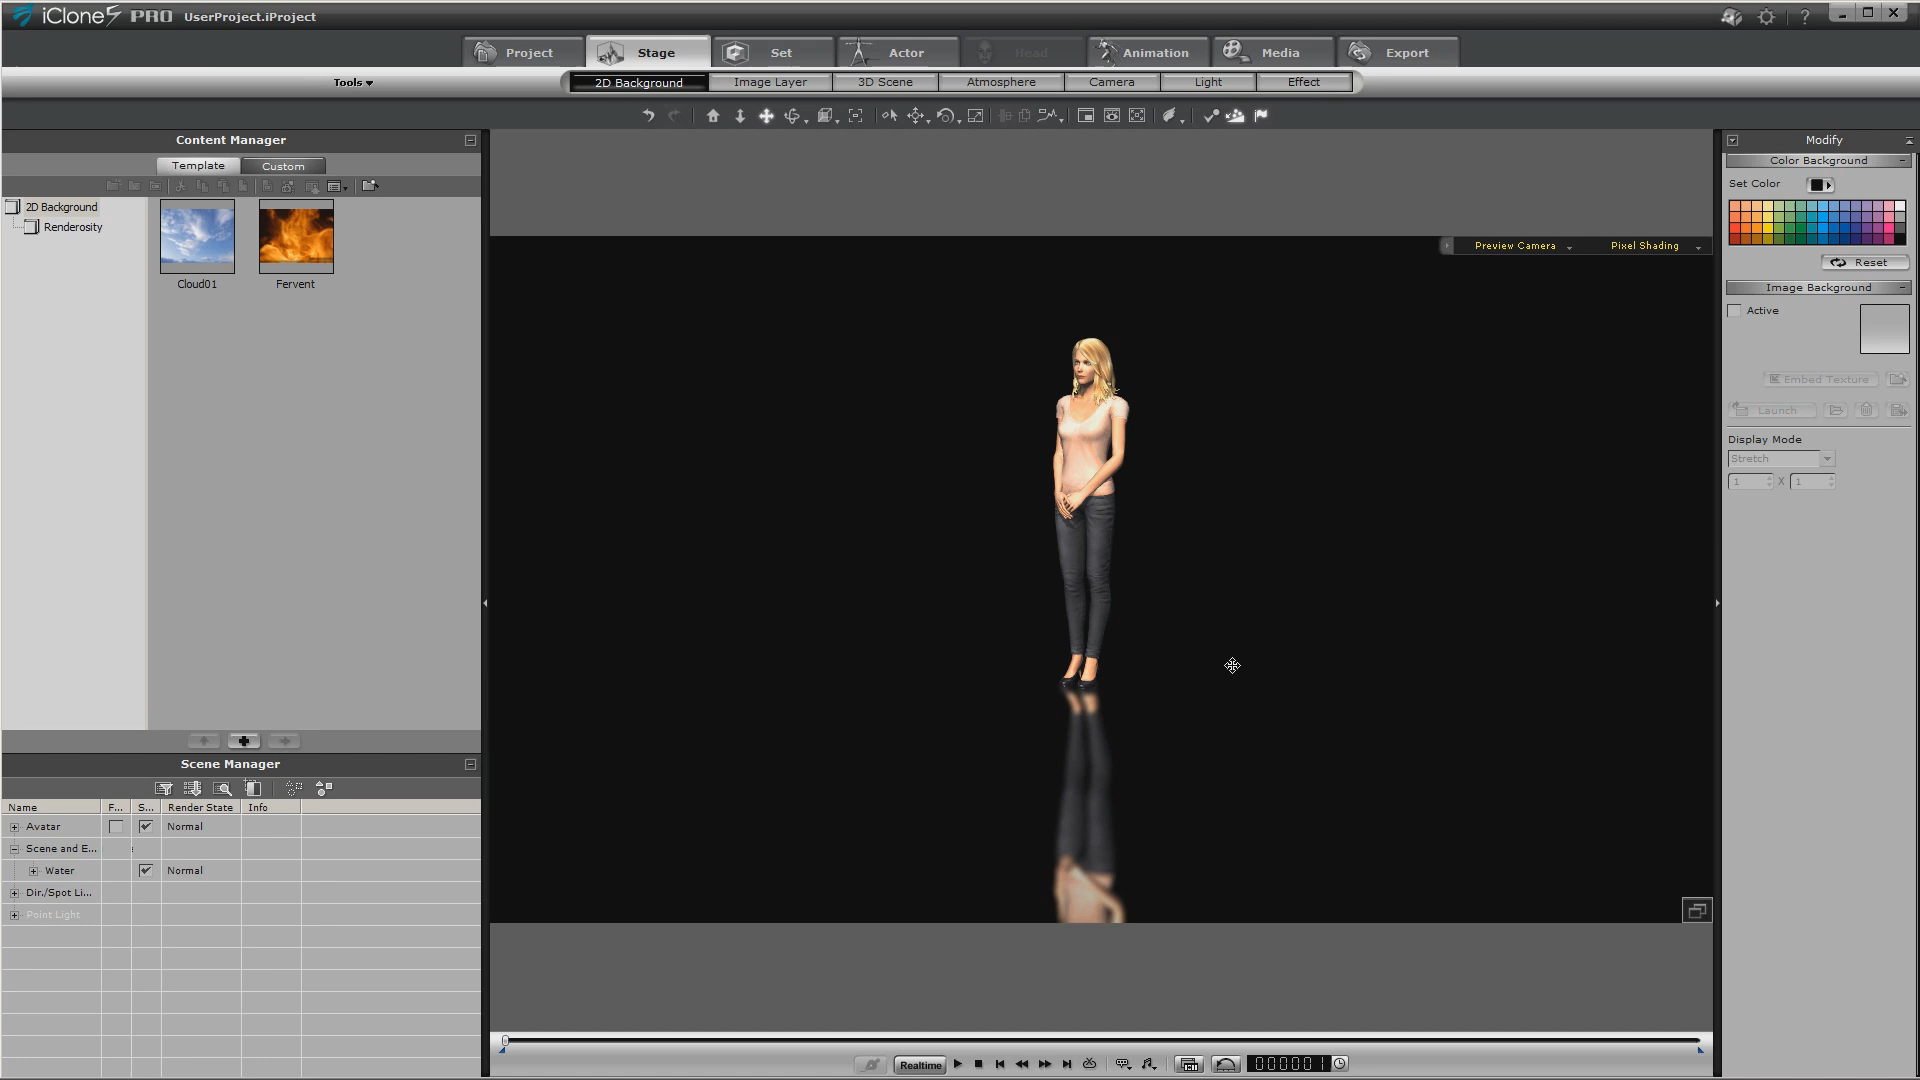 iClone5 PRO UserProject.iProject
Project Stage Set Actor Head Animation Media Export
Tools 2D Background Image Layer 3D Scene Atmosphere Camera Light Effect
Content Manager
Template Custom
2D Background
Renderosity
Cloud01 Fervent
Scene Manager
Name F... S... Render State Info
Avatar Normal
Scene and E...
Water Normal
Dir./Spot Li...
Point Light
Preview Camera Pixel Shading
Modify
Color Background
Set Color
Reset
Image Background
Active
Embed Texture
Launch
Display Mode
Stretch
1 X 1
Realtime 000001